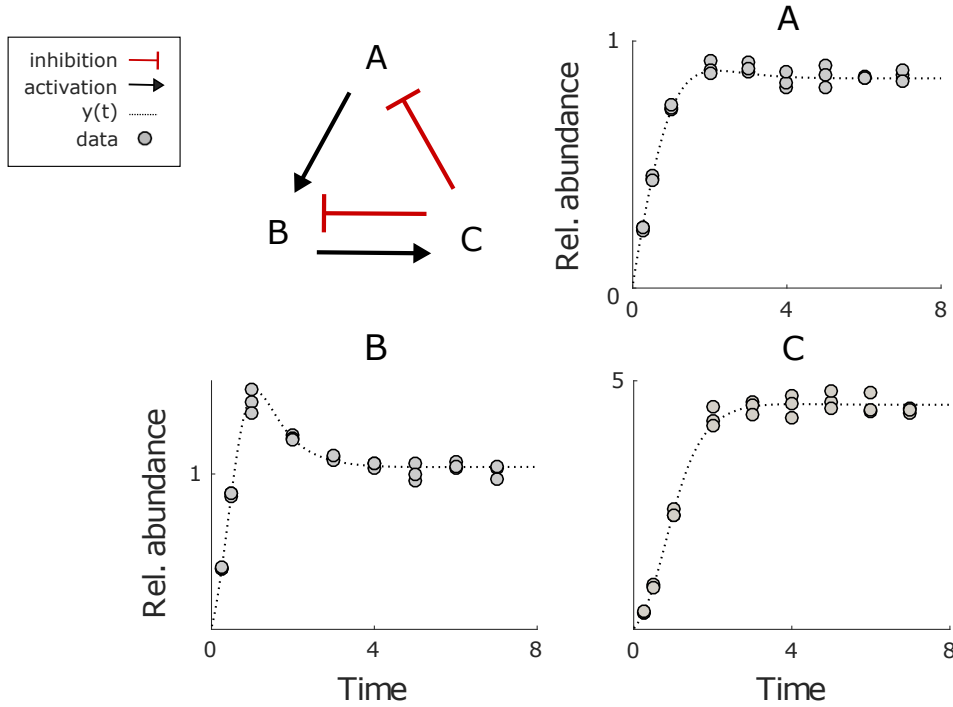 inhibition
activation
y(t)
data
A
B
C
A
Rel. abundance
1
0
0
4
8
B
Rel. abundance
1
0
4
8
Time
C
5
0
4
8
Time